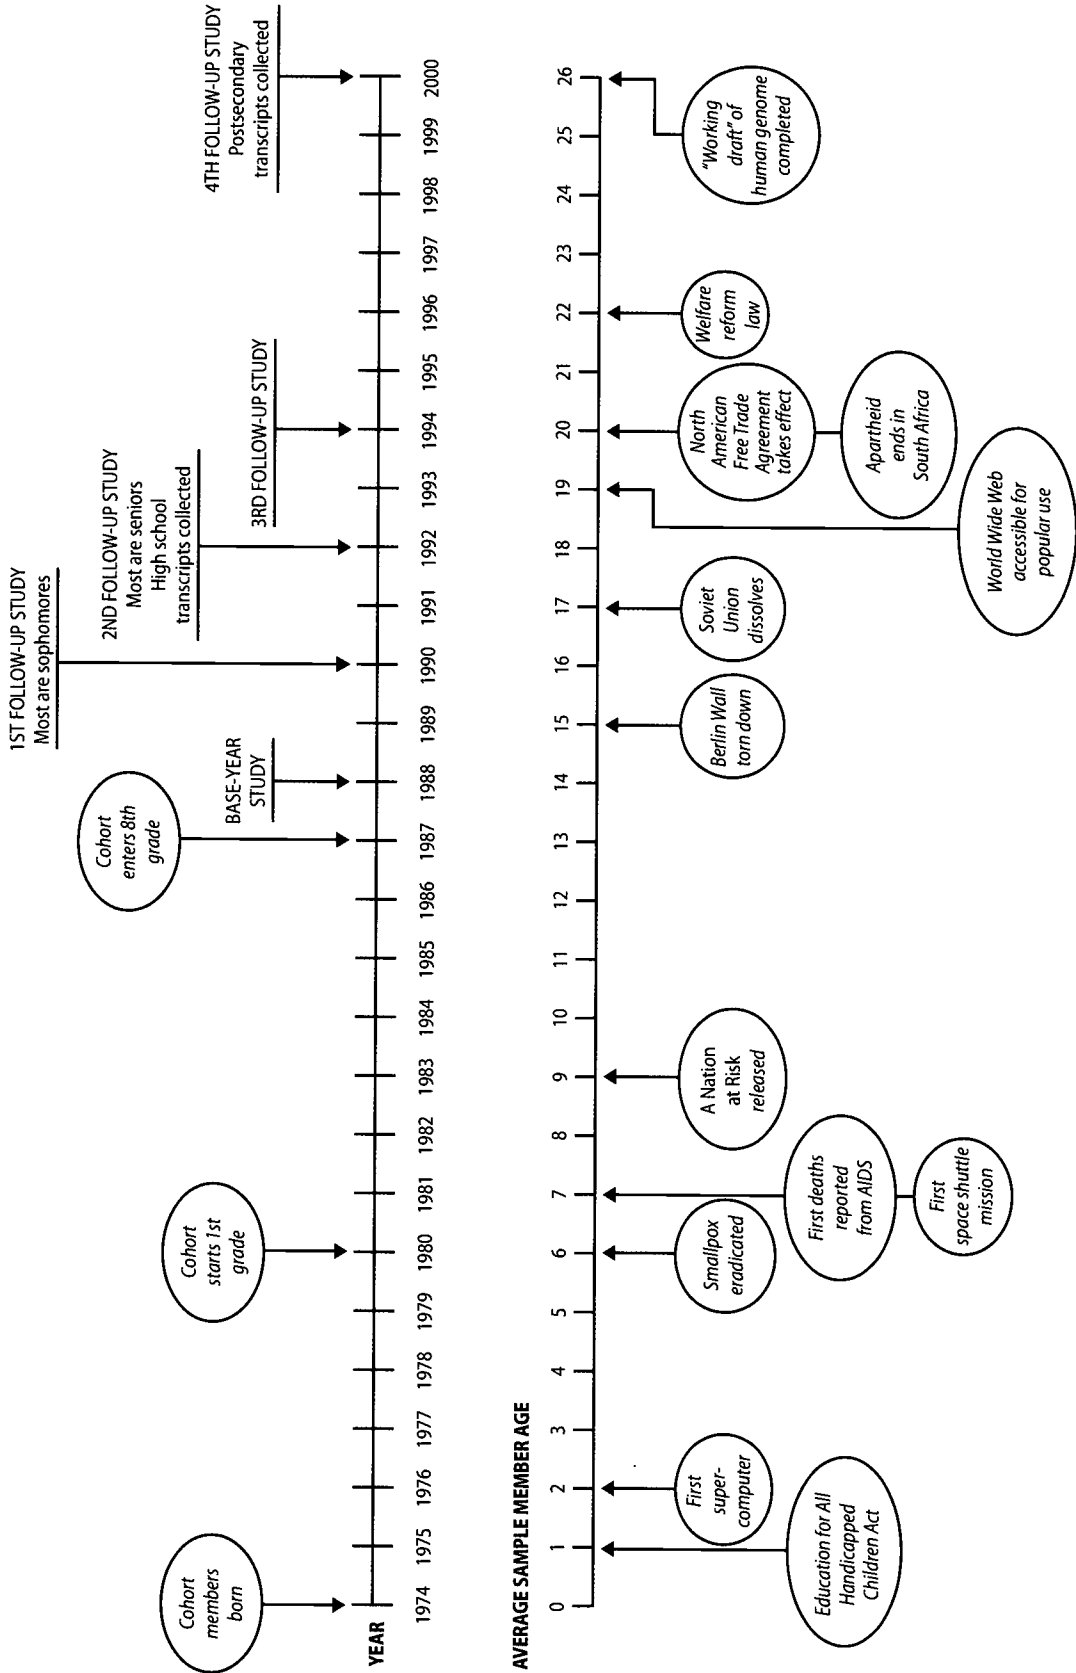 Cohort
members
born
Cohort
starts 1st
grade
Cohort
enters 8th
grade
BASE-YEAR
STUDY
1ST FOLLOW-UP STUDY
Most are sophomores
2ND FOLLOW-UP STUDY
Most are seniors
High school
transcripts collected
3RD FOLLOW-UP STUDY
4TH FOLLOW-UP STUDY
Postsecondary
transcripts collected
YEAR
1974 1975 1976 1977 1978 1979 1980 1981 1982 1983 1984 1985 1986 1987 1988 1989 1990 1991 1992 1993 1994 1995 1996 1997 1998 1999 2000
AVERAGE SAMPLE MEMBER AGE
0 1 2 3 4 5 6 7 8 9 10 11 12 13 14 15 16 17 18 19 20 21 22 23 24 25 26
Education for All
Handicapped
Children Act
First
super-
computer
Smallpox
eradicated
First deaths
reported
from AIDS
First
space shuttle
mission
A Nation
at Risk
released
Berlin Wall
torn down
Soviet
Union
dissolves
World Wide Web
accessible for
popular use
North
American
Free Trade
Agreement
takes effect
Apartheid
ends in
South Africa
Welfare
reform
law
"Working
draft" of
human genome
completed